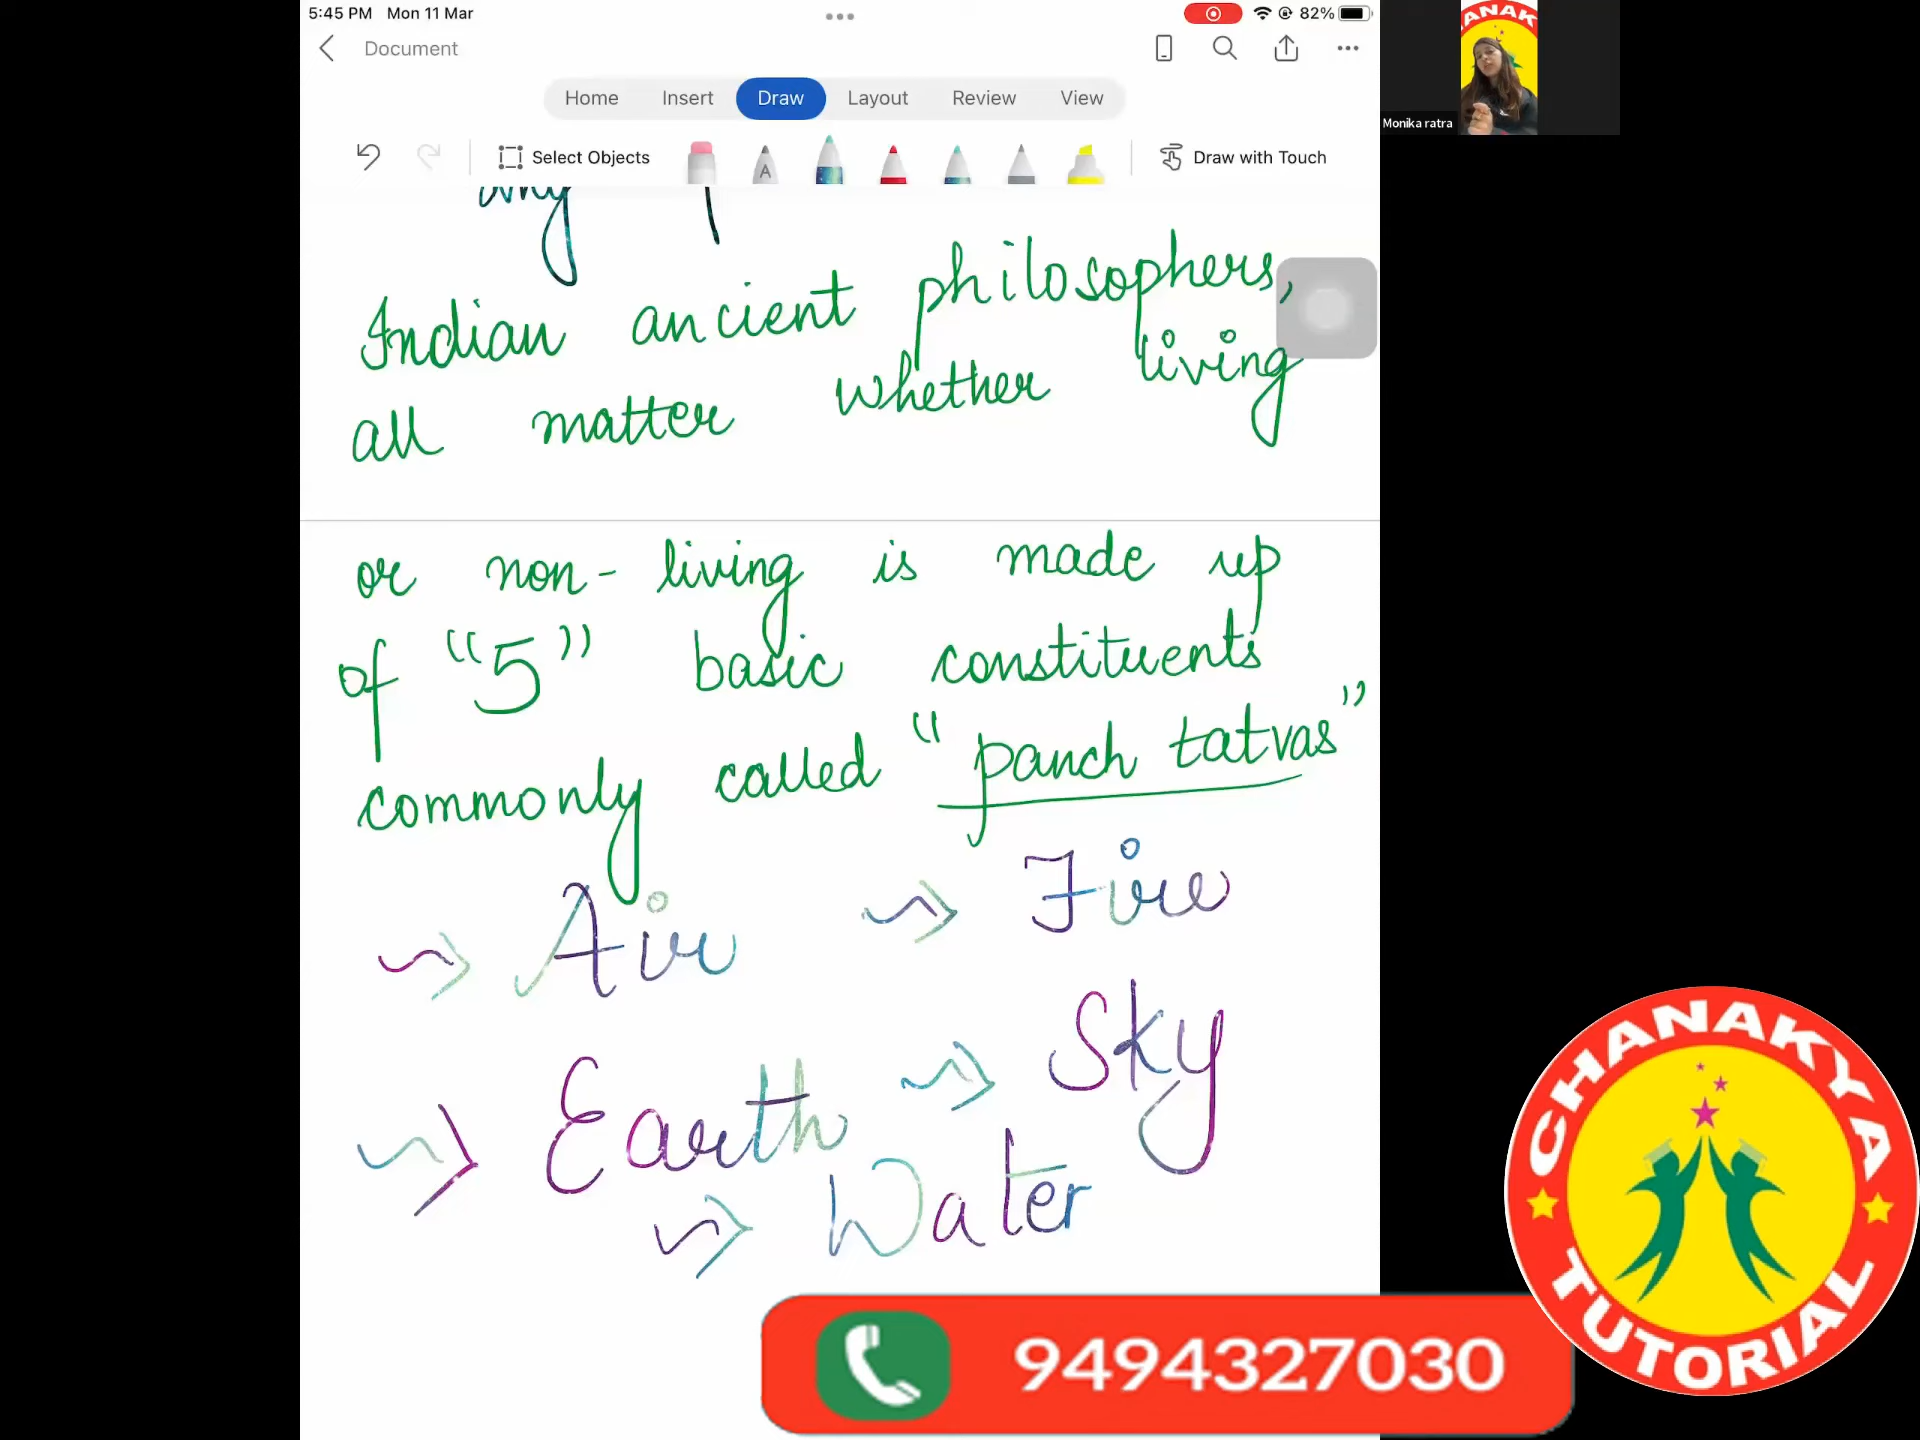 5:45 PM Mon 11 Mar
82%
Document
Home Insert Draw Layout Review View
Select Objects
A
Draw with Touch
Monika ratra
any
Indian ancient philosophers,
all matter whether living
or non-living is made up
of "5" basic constituents
commonly called "panch tatvas"
Air Fire
Earth Sky
Water
9494327030
CHANAKYA
TUTORIAL